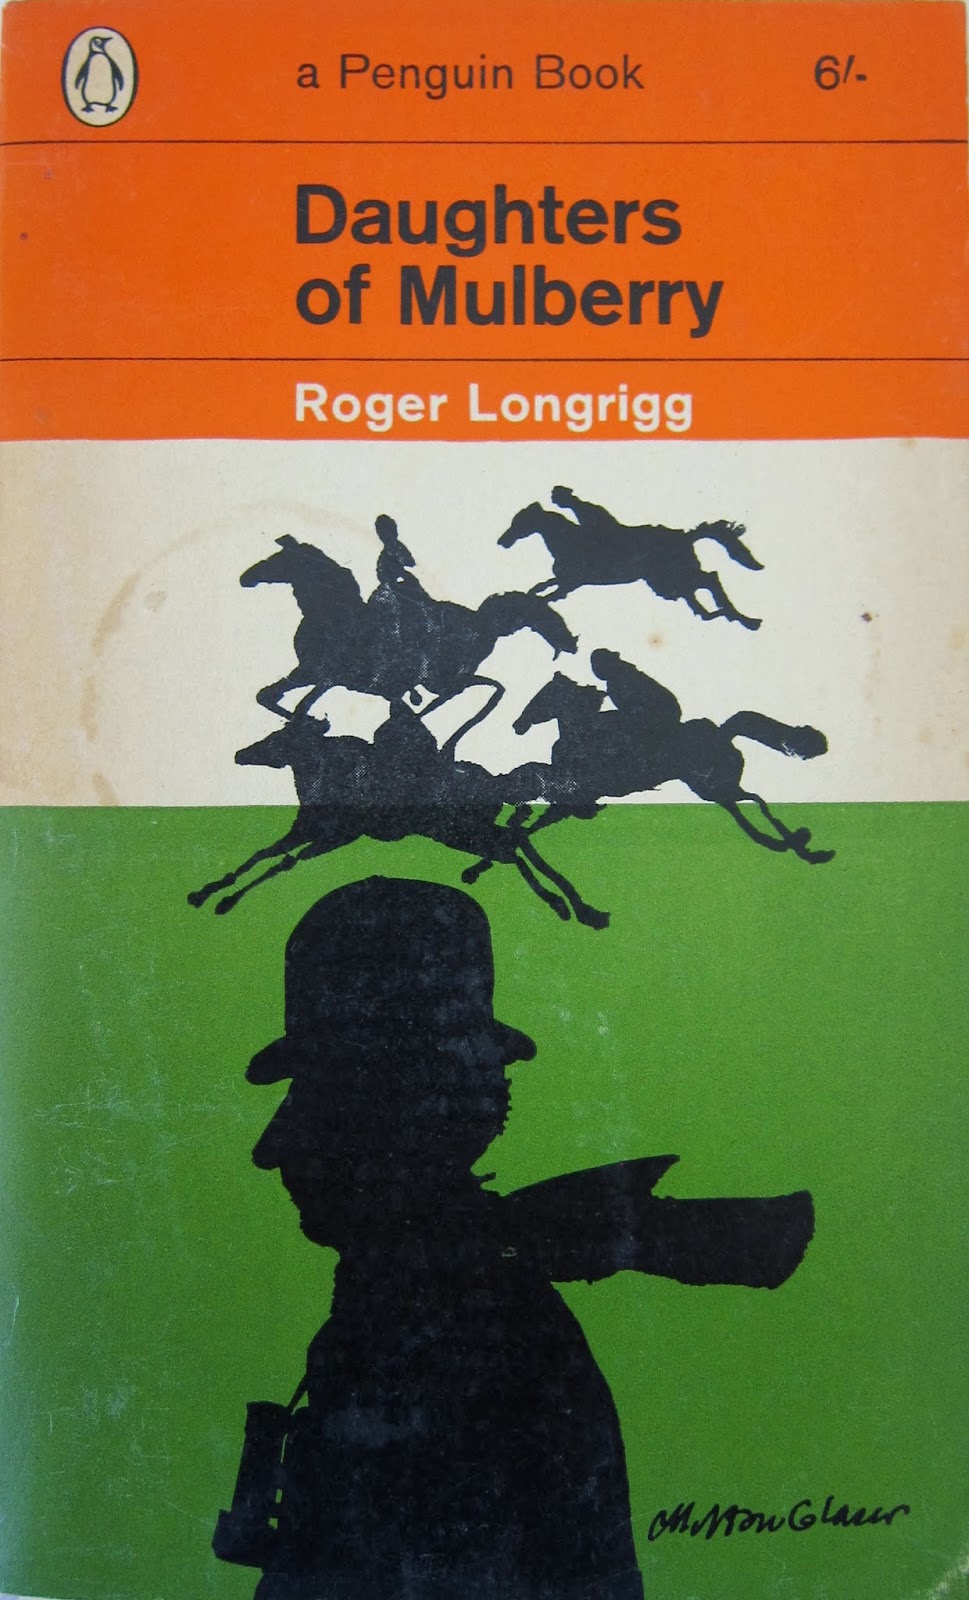 a Penguin Book 6/-
Daughters
of Mulberry
Roger Longrigg
Milton Glaser